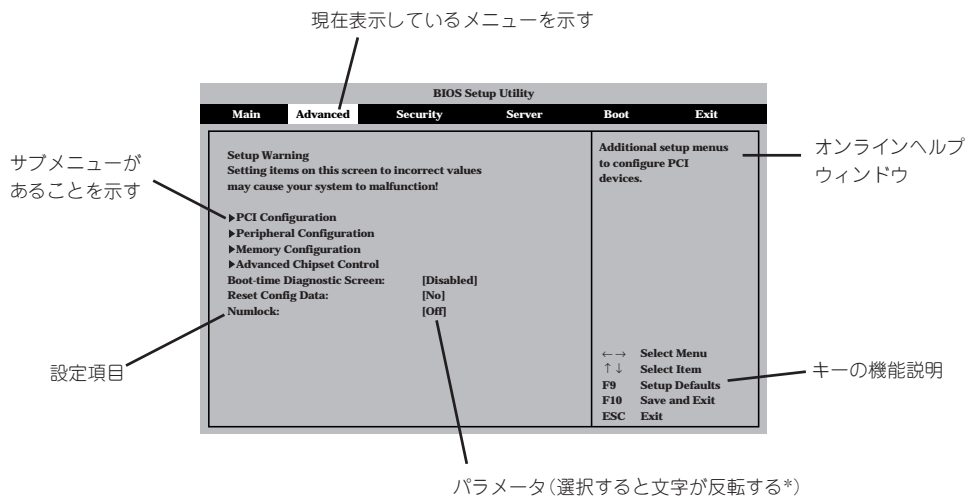 現在表示しているメニューを示す
BIOS Setup Utility
Main Advanced Security Server Boot Exit
Setup Warning
Setting items on this screen to incorrect values
may cause your system to malfunction!
▶PCI Configuration
▶Peripheral Configuration
▶Memory Configuration
▶Advanced Chipset Control
Boot-time Diagnostic Screen: [Disabled]
Reset Config Data: [No]
Numlock: [Off]
Additional setup menus
to configure PCI
devices.
←→ Select Menu
↑↓ Select Item
F9 Setup Defaults
F10 Save and Exit
ESC Exit
サブメニューが
あることを示す
設定項目
オンラインヘルプ
ウィンドウ
キーの機能説明
パラメータ（選択すると文字が反転する*）